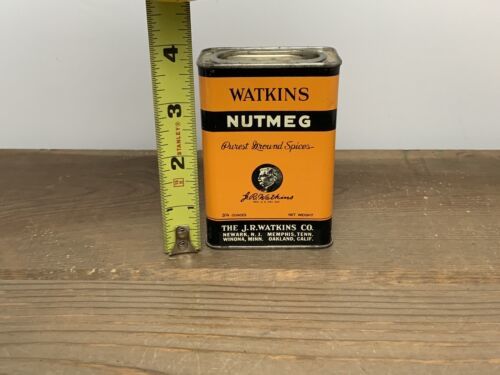 WATKINS
NUTMEG
Purest Ground Spices
J.R. Watkins
NET WEIGHT
THE J.R. WATKINS CO.
NEWARK, N.J. MEMPHIS, TENN.
WINONA, MINN. OAKLAND, CALIF.
4
3
STANLEY
2
1